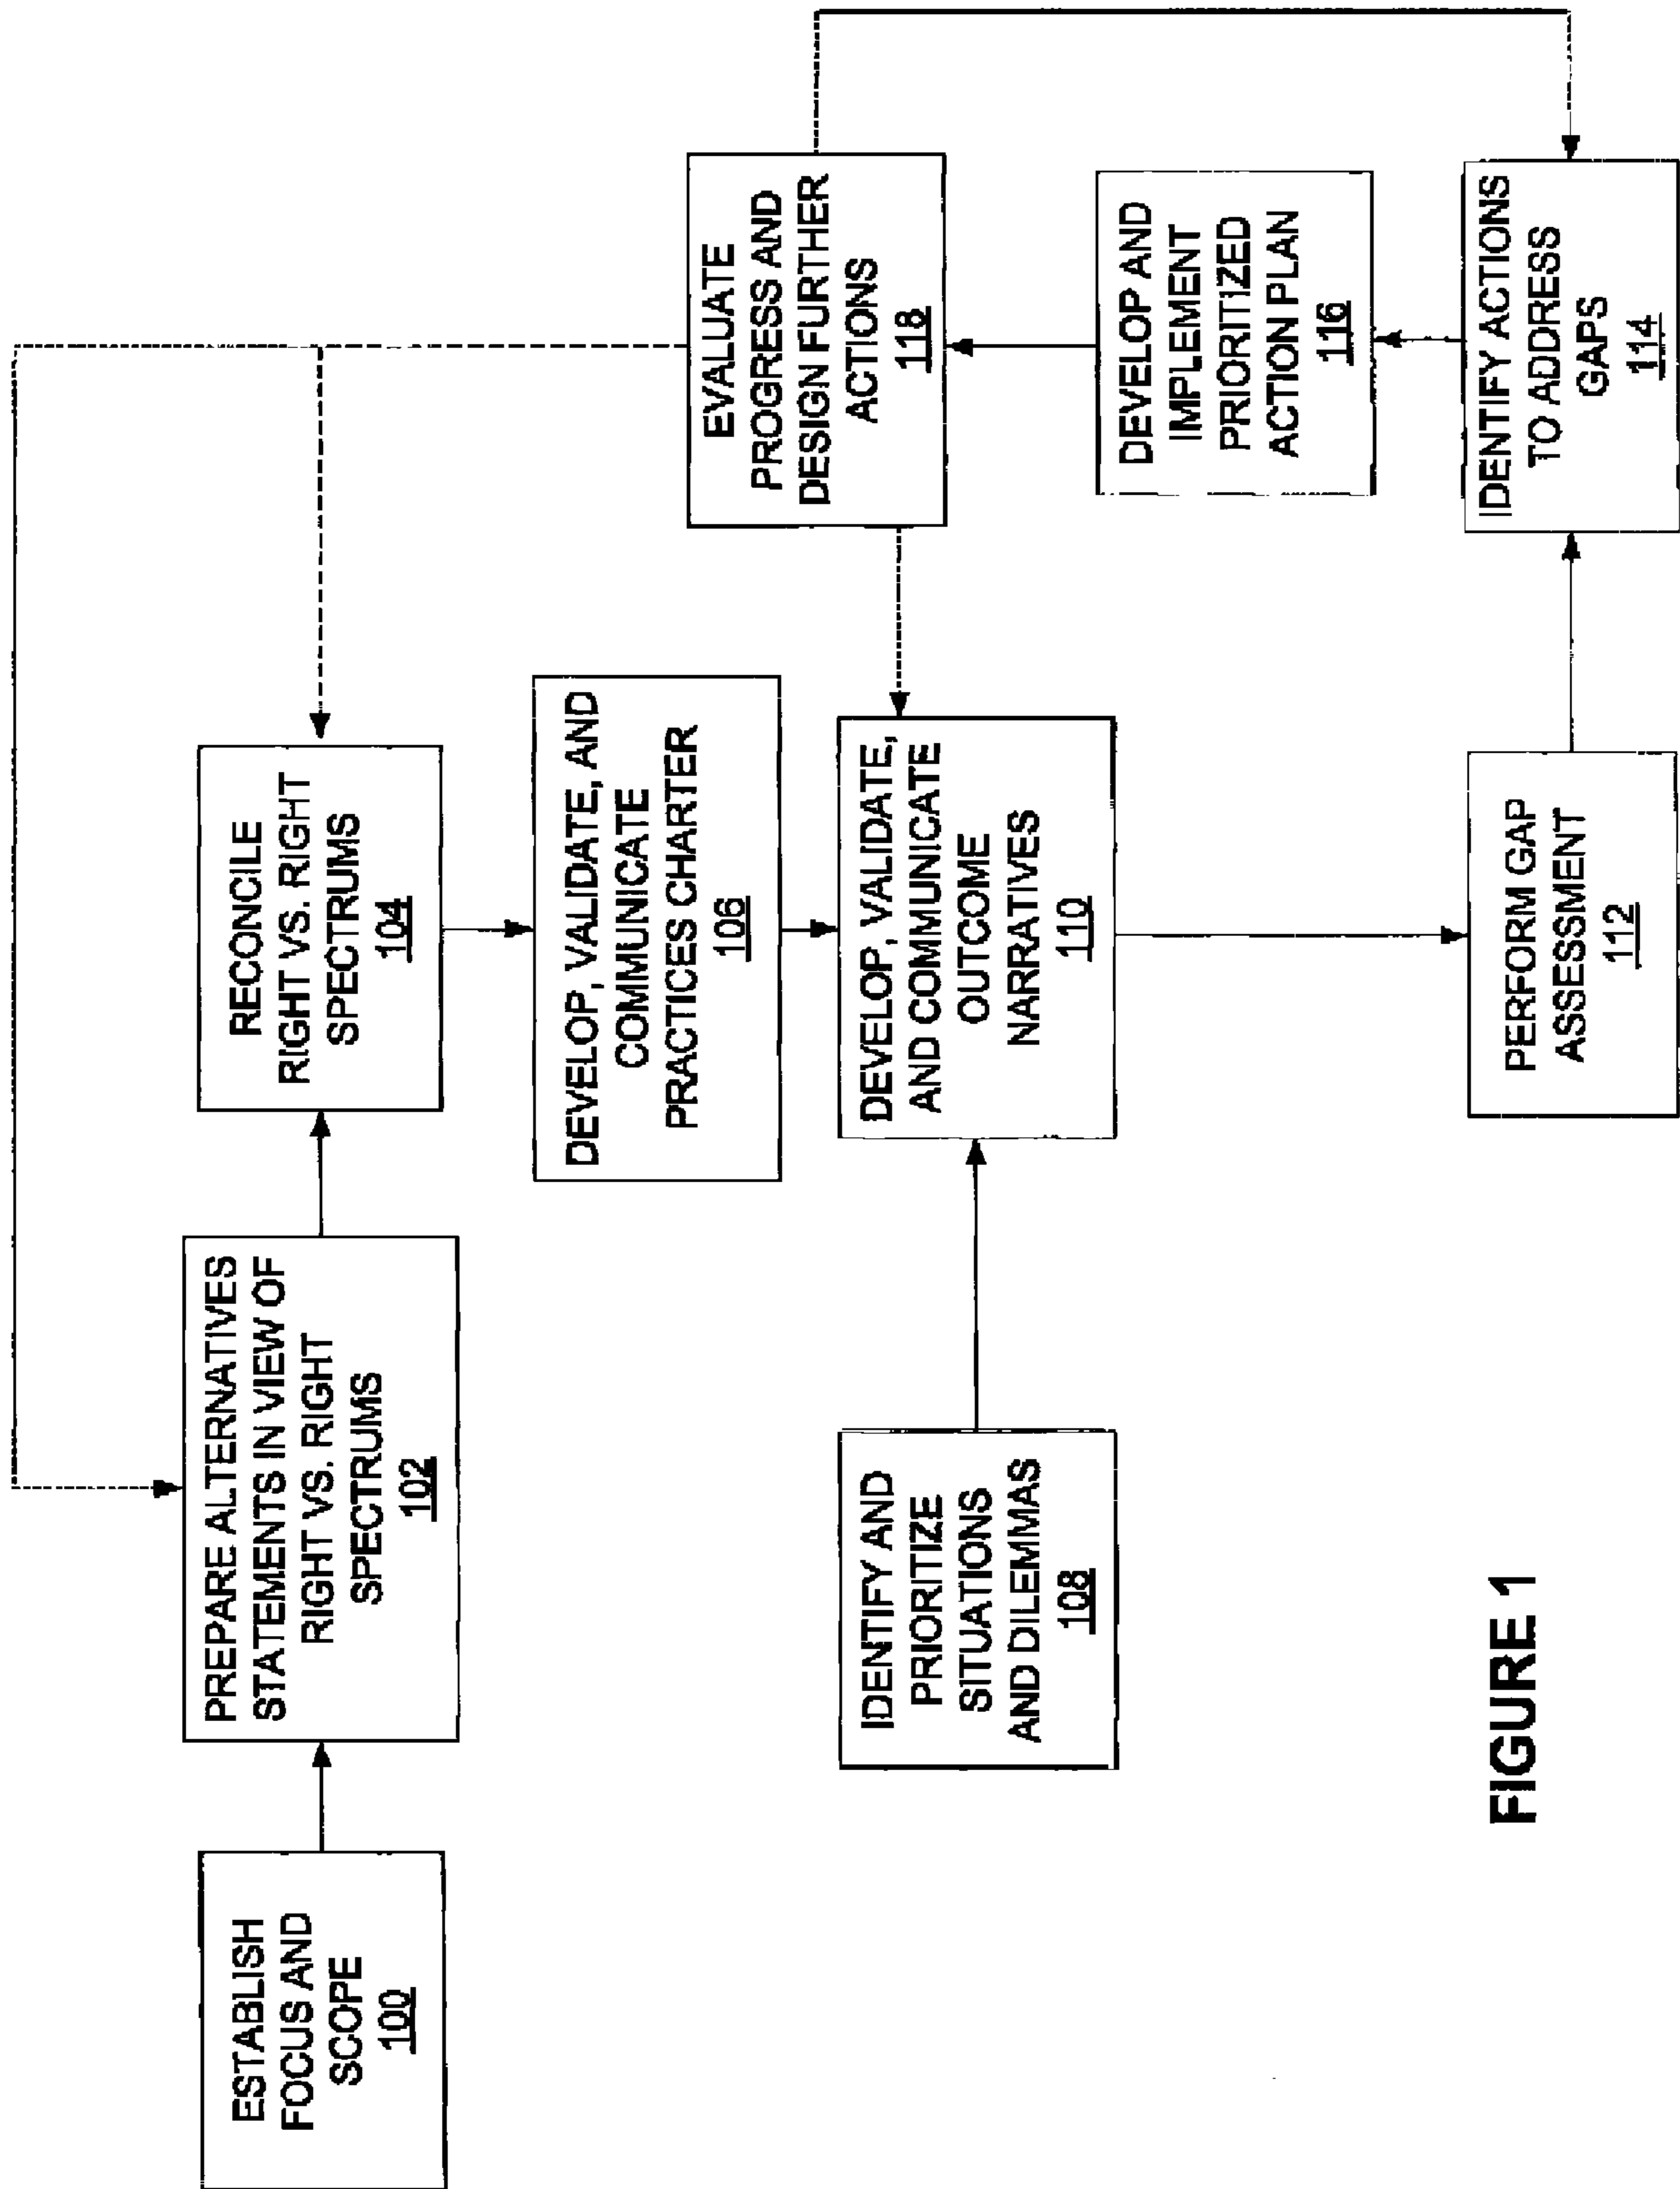 ESTABLISH
FOCUS AND
SCOPE
100
PREPARE ALTERNATIVES
STATEMENTS IN VIEW OF
RIGHT VS. RIGHT
SPECTRUMS
102
RECONCILE
RIGHT VS. RIGHT
SPECTRUMS
104
DEVELOP, VALIDATE, AND
COMMUNICATE
PRACTICES CHARTER
106
IDENTIFY AND
PRIORITIZE
SITUATIONS
AND DILEMMAS
108
DEVELOP, VALIDATE,
AND COMMUNICATE
OUTCOME
NARRATIVES
110
PERFORM GAP
ASSESSMENT
112
IDENTIFY ACTIONS
TO ADDRESS
GAPS
114
DEVELOP AND
IMPLEMENT
PRIORITIZED
ACTION PLAN
116
EVALUATE
PROGRESS AND
DESIGN FURTHER
ACTIONS
118
FIGURE 1